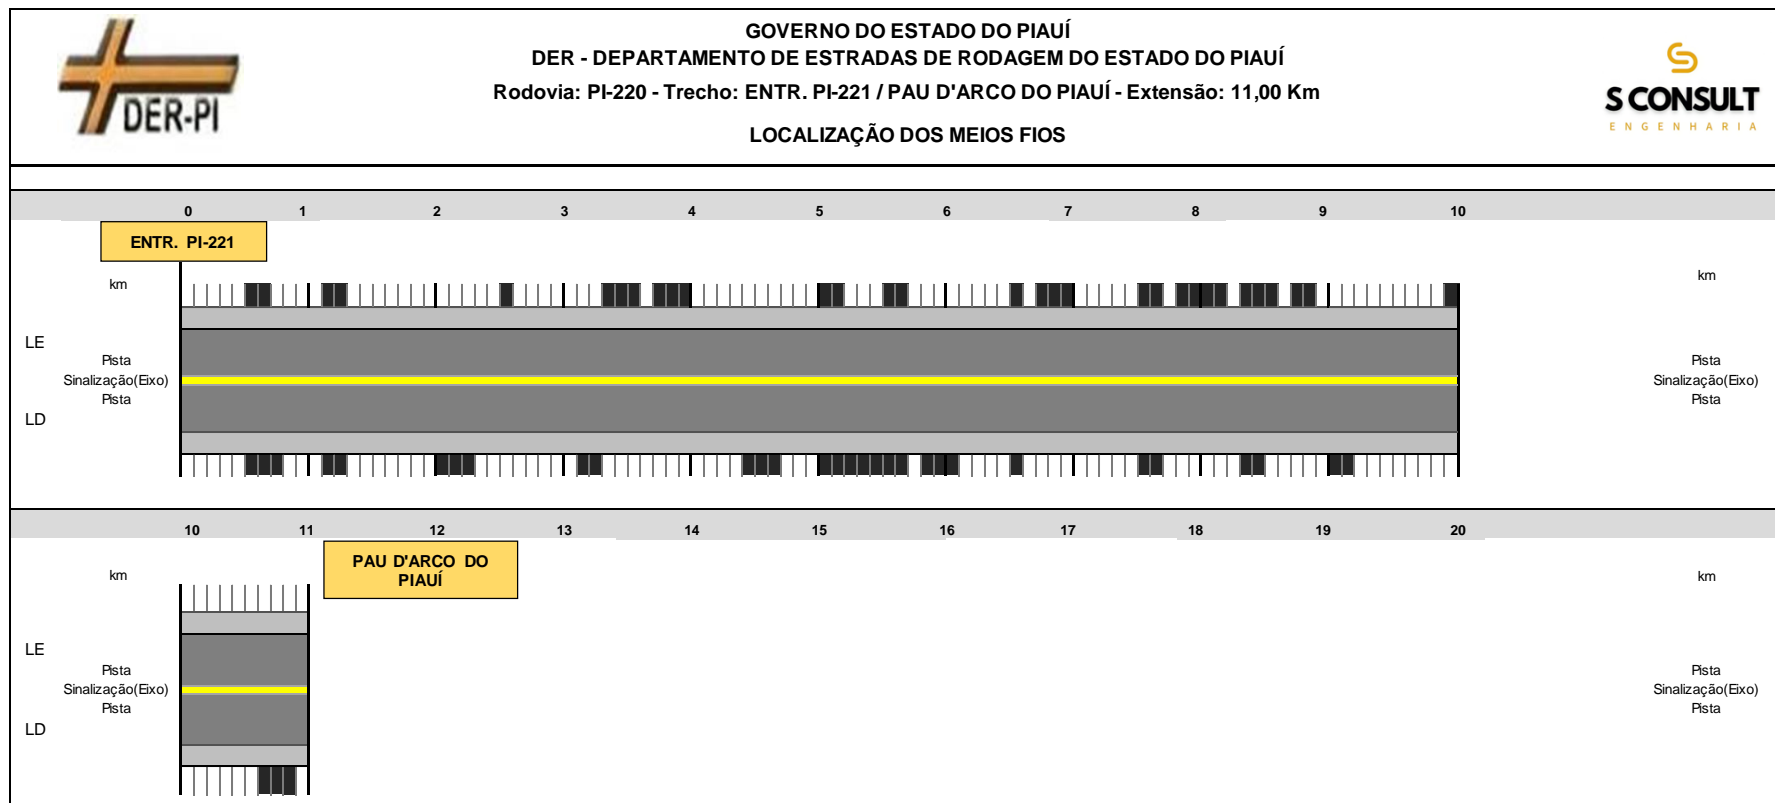 GOVERNO DO ESTADO DO PIAUÍ
DER - DEPARTAMENTO DE ESTRADAS DE RODAGEM DO ESTADO DO PIAUÍ
Rodovia: PI-220 - Trecho: ENTR. PI-221 / PAU D'ARCO DO PIAUÍ - Extensão: 11,00 Km
LOCALIZAÇÃO DOS MEIOS FIOS
DER-PI
S CONSULT
ENGENHARIA
0 1 2 3 4 5 6 7 8 9 10
ENTR. PI-221
km km
LE
Pista Pista
Sinalização(Eixo) Sinalização(Eixo)
Pista Pista
LD
10 11 12 13 14 15 16 17 18 19 20
PAU D'ARCO DO
PIAUÍ
km km
LE
Pista Pista
Sinalização(Eixo) Sinalização(Eixo)
Pista Pista
LD